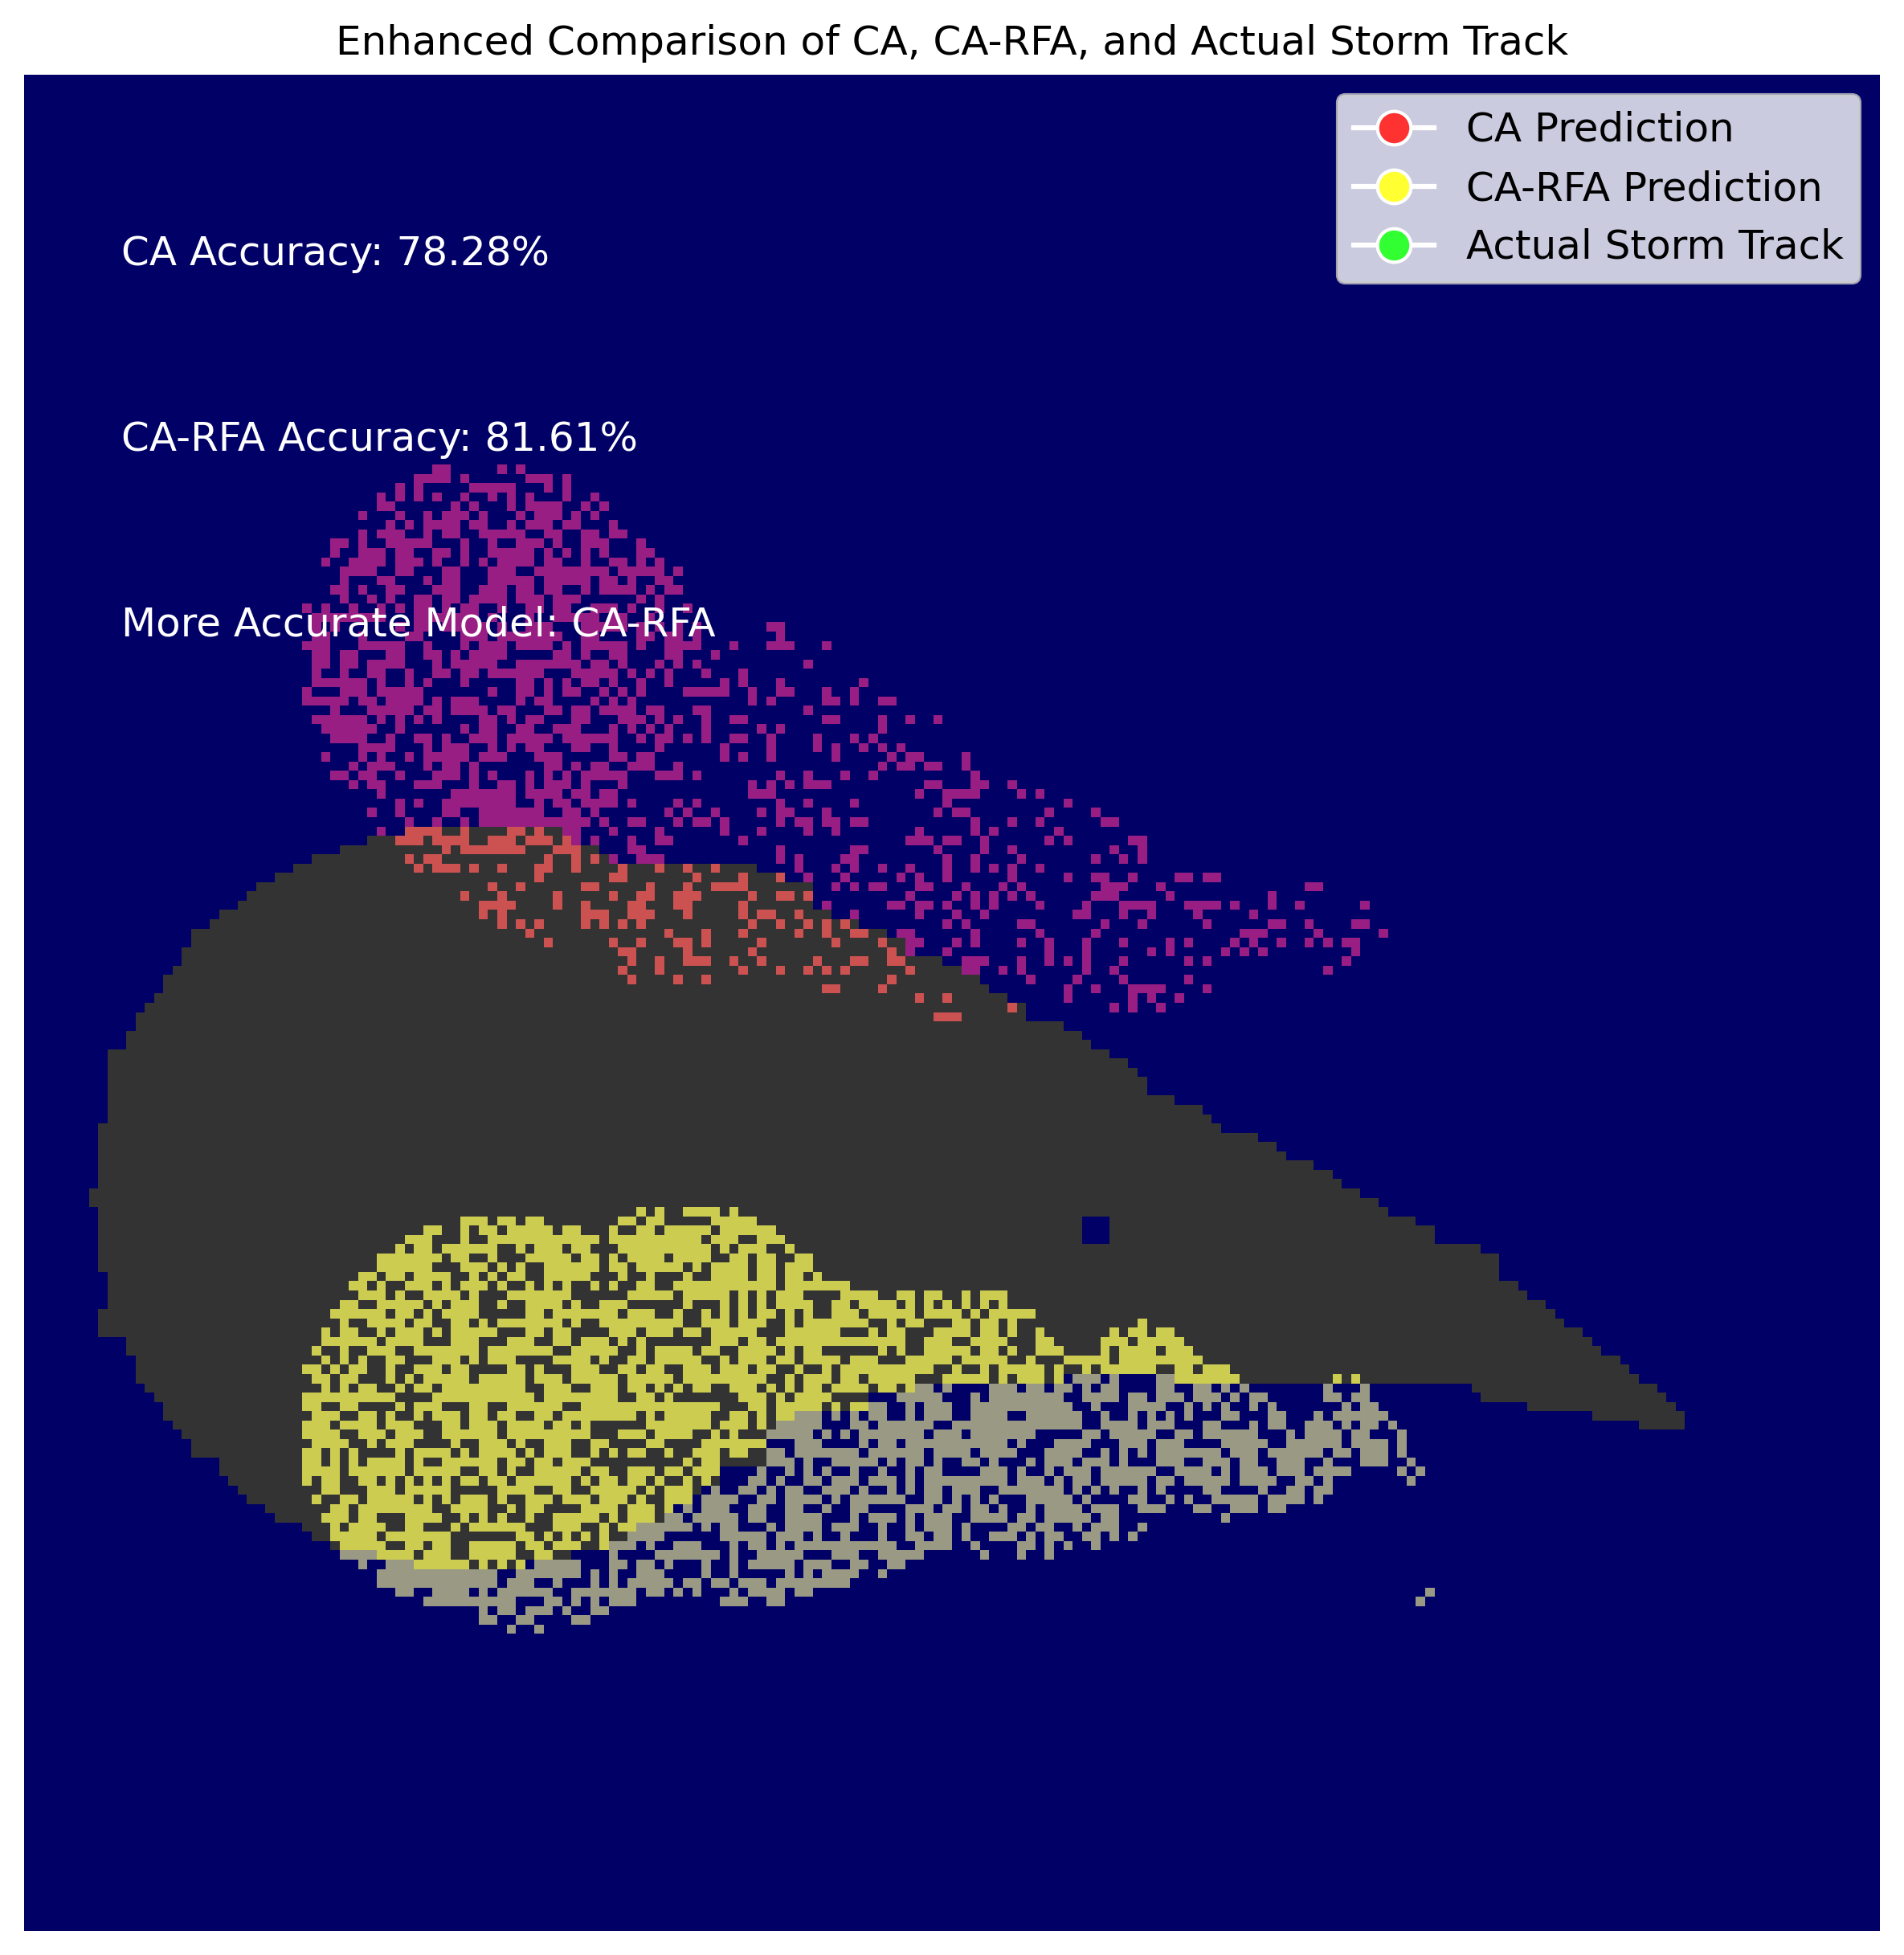 Enhanced Comparison of CA, CA-RFA, and Actual Storm Track
CA Prediction
CA-RFA Prediction
Actual Storm Track
CA Accuracy: 78.28%
CA-RFA Accuracy: 81.61%
More Accurate Model: CA-RFA